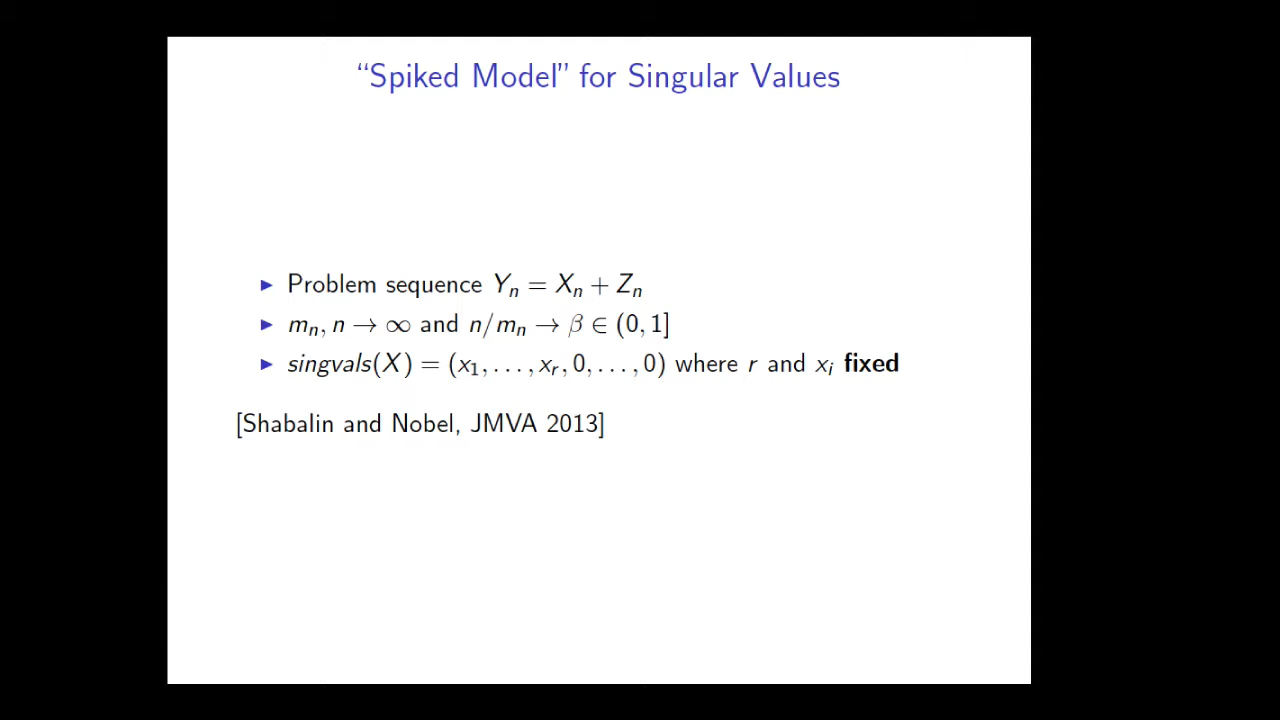 “Spiked Model” for Singular Values
▶ Problem sequence Yₙ = Xₙ + Zₙ
▶ mₙ, n → ∞ and n/mₙ → β ∈ (0, 1]
▶ singvals(X) = (x₁, . . . , xᵣ, 0, . . . , 0) where r and xᵢ fixed
[Shabalin and Nobel, JMVA 2013]